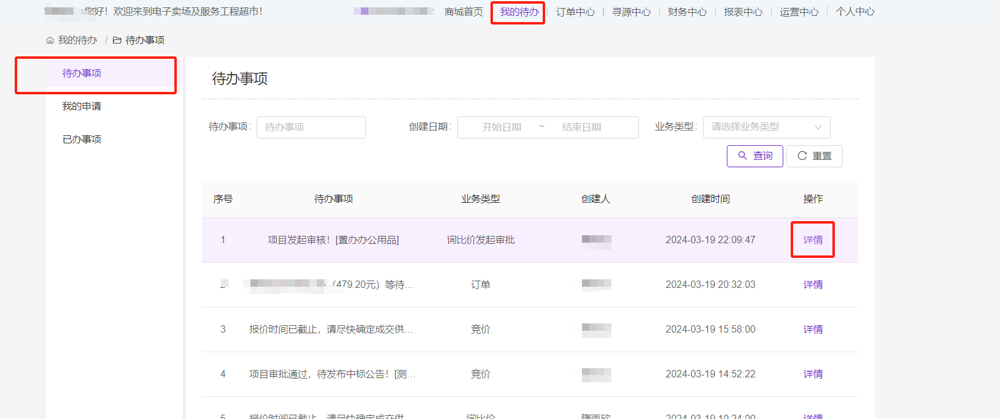 您好！欢迎来到电子卖场及服务工程超市！ 商城首页 我的待办 订单中心 寻源中心 财务中心 报表中心 运营中心 个人中心
我的待办 / 待办事项
待办事项
我的申请
已办事项
待办事项
待办事项： 待办事项 创建日期： 开始日期 ~ 结束日期 业务类型： 请选择业务类型
查询 重置
序号 待办事项 业务类型 创建人 创建时间 操作
1 项目发起审核！[置办办公用品] 询比价发起审批 2024-03-19 22:09:47 详情
（479.20元）等待... 订单 2024-03-19 20:32:03 详情
3 报价时间已截止，请尽快确定成交供... 竞价 2024-03-19 15:58:00 详情
4 项目审批通过，待发布中标公告！[测... 竞价 2024-03-19 14:52:22 详情
5 报价时间已截止，请尽快确定成交供... 询比价 2024-03-19 10:24:00 详情